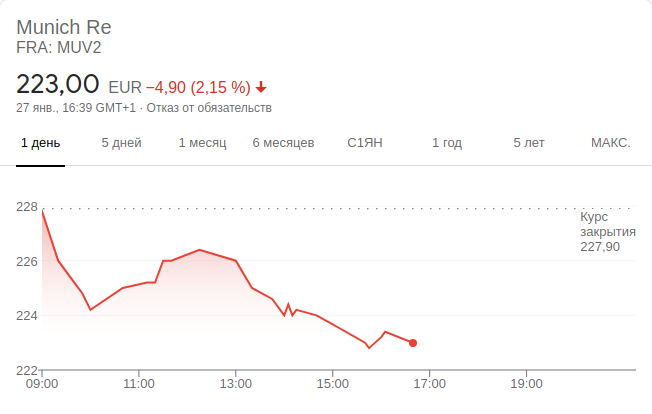 Munich Re
FRA: MUV2
223,00 EUR −4,90 (2,15 %)
27 янв., 16:39 GMT+1 · Отказ от обязательств
1 день 5 дней 1 месяц 6 месяцев С1ЯН 1 год 5 лет МАКС.
228
Курс
закрытия
227,90
226
224
222
09:00 11:00 13:00 15:00 17:00 19:00